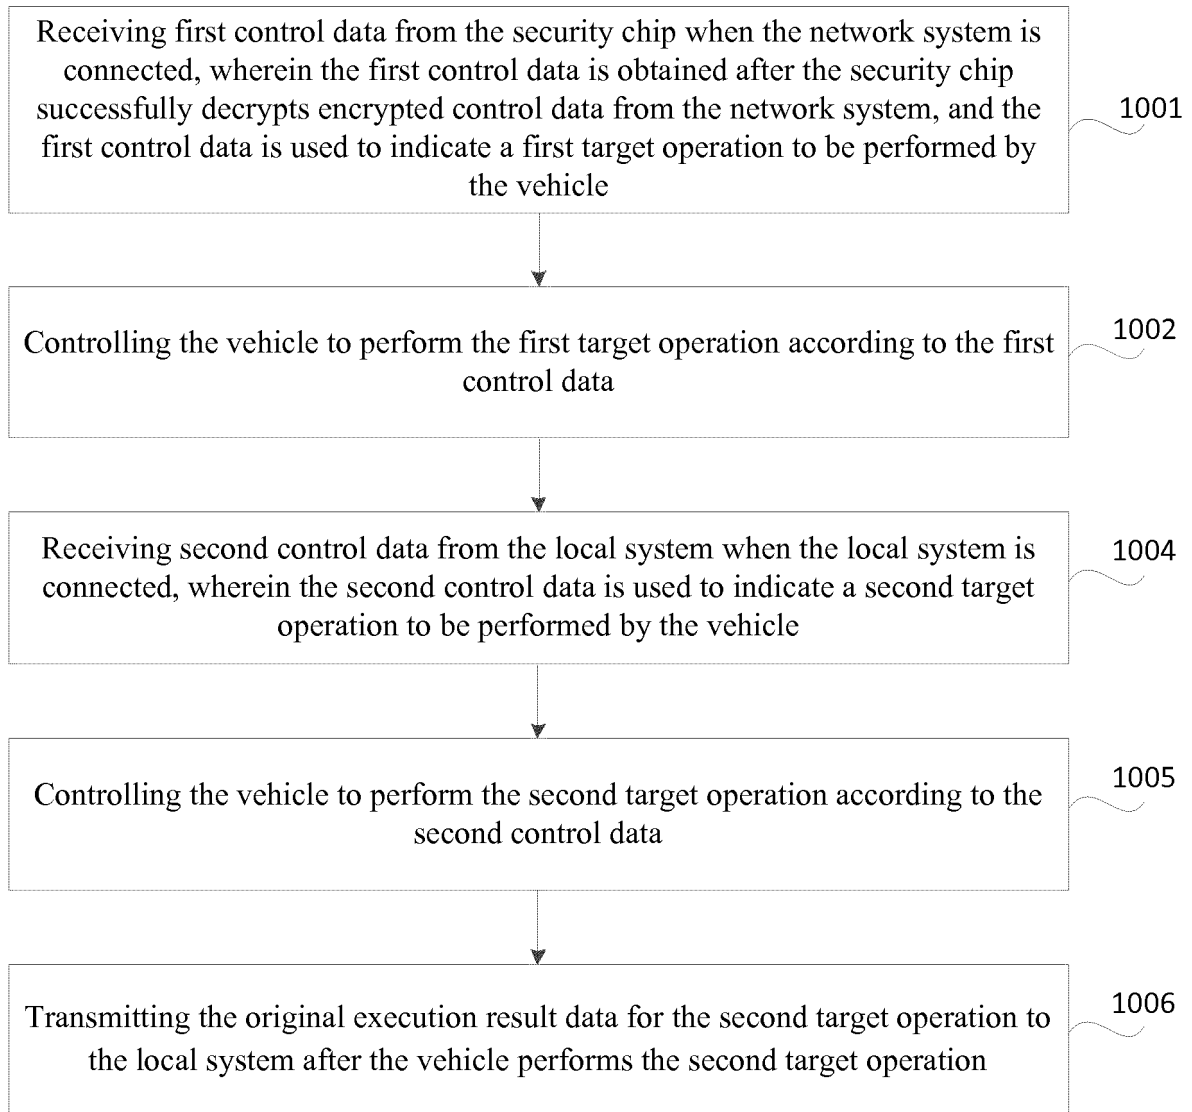 Receiving first control data from the security chip when the network system is
connected, wherein the first control data is obtained after the security chip
successfully decrypts encrypted control data from the network system, and the
first control data is used to indicate a first target operation to be performed by
the vehicle
1001
Controlling the vehicle to perform the first target operation according to the first
control data
1002
Receiving second control data from the local system when the local system is
connected, wherein the second control data is used to indicate a second target
operation to be performed by the vehicle
1004
Controlling the vehicle to perform the second target operation according to the
second control data
1005
Transmitting the original execution result data for the second target operation to
the local system after the vehicle performs the second target operation
1006